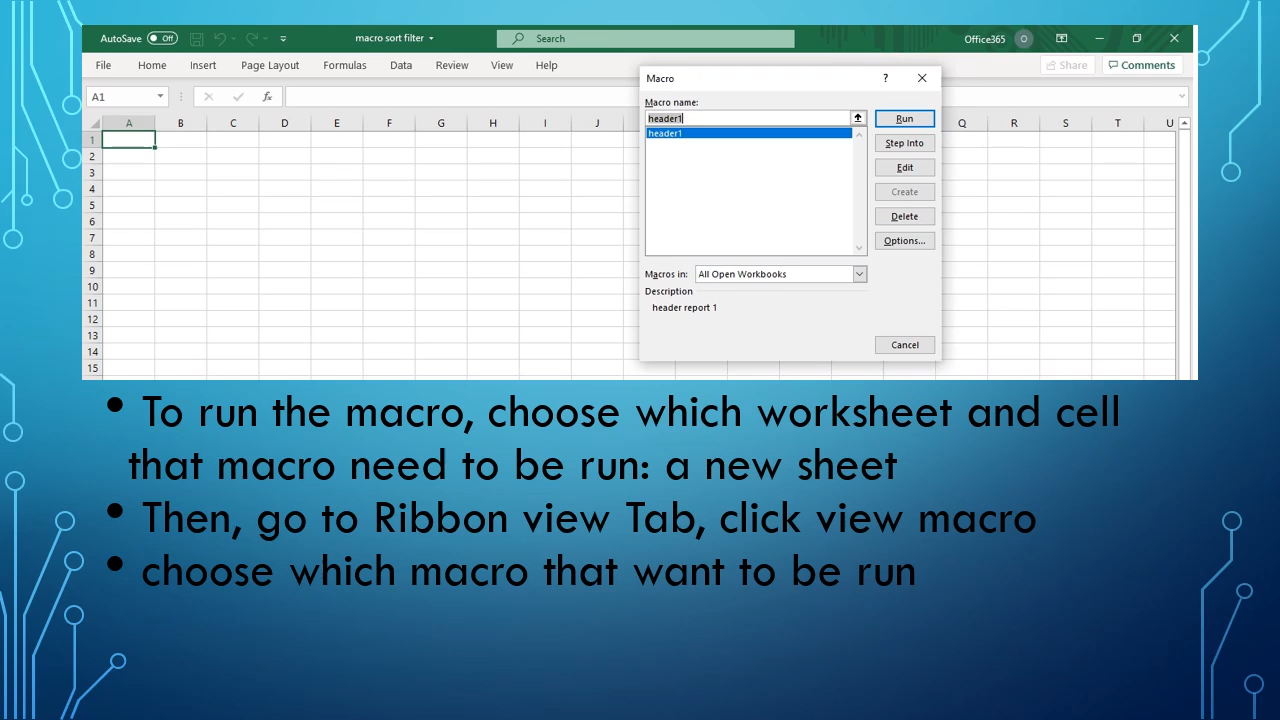 AutoSave Off macro sort filter Search Office365 O
File Home Insert Page Layout Formulas Data Review View Help Share Comments
A1 fx
A B C D E F G H I J Q R S T U
1
2
3
4
5
6
7
8
9
10
11
12
13
14
15
Macro ?
Macro name:
header1
header1
Run
Step Into
Edit
Create
Delete
Options...
Macros in: All Open Workbooks
Description
header report 1
Cancel
• To run the macro, choose which worksheet and cell
that macro need to be run: a new sheet
• Then, go to Ribbon view Tab, click view macro
• choose which macro that want to be run